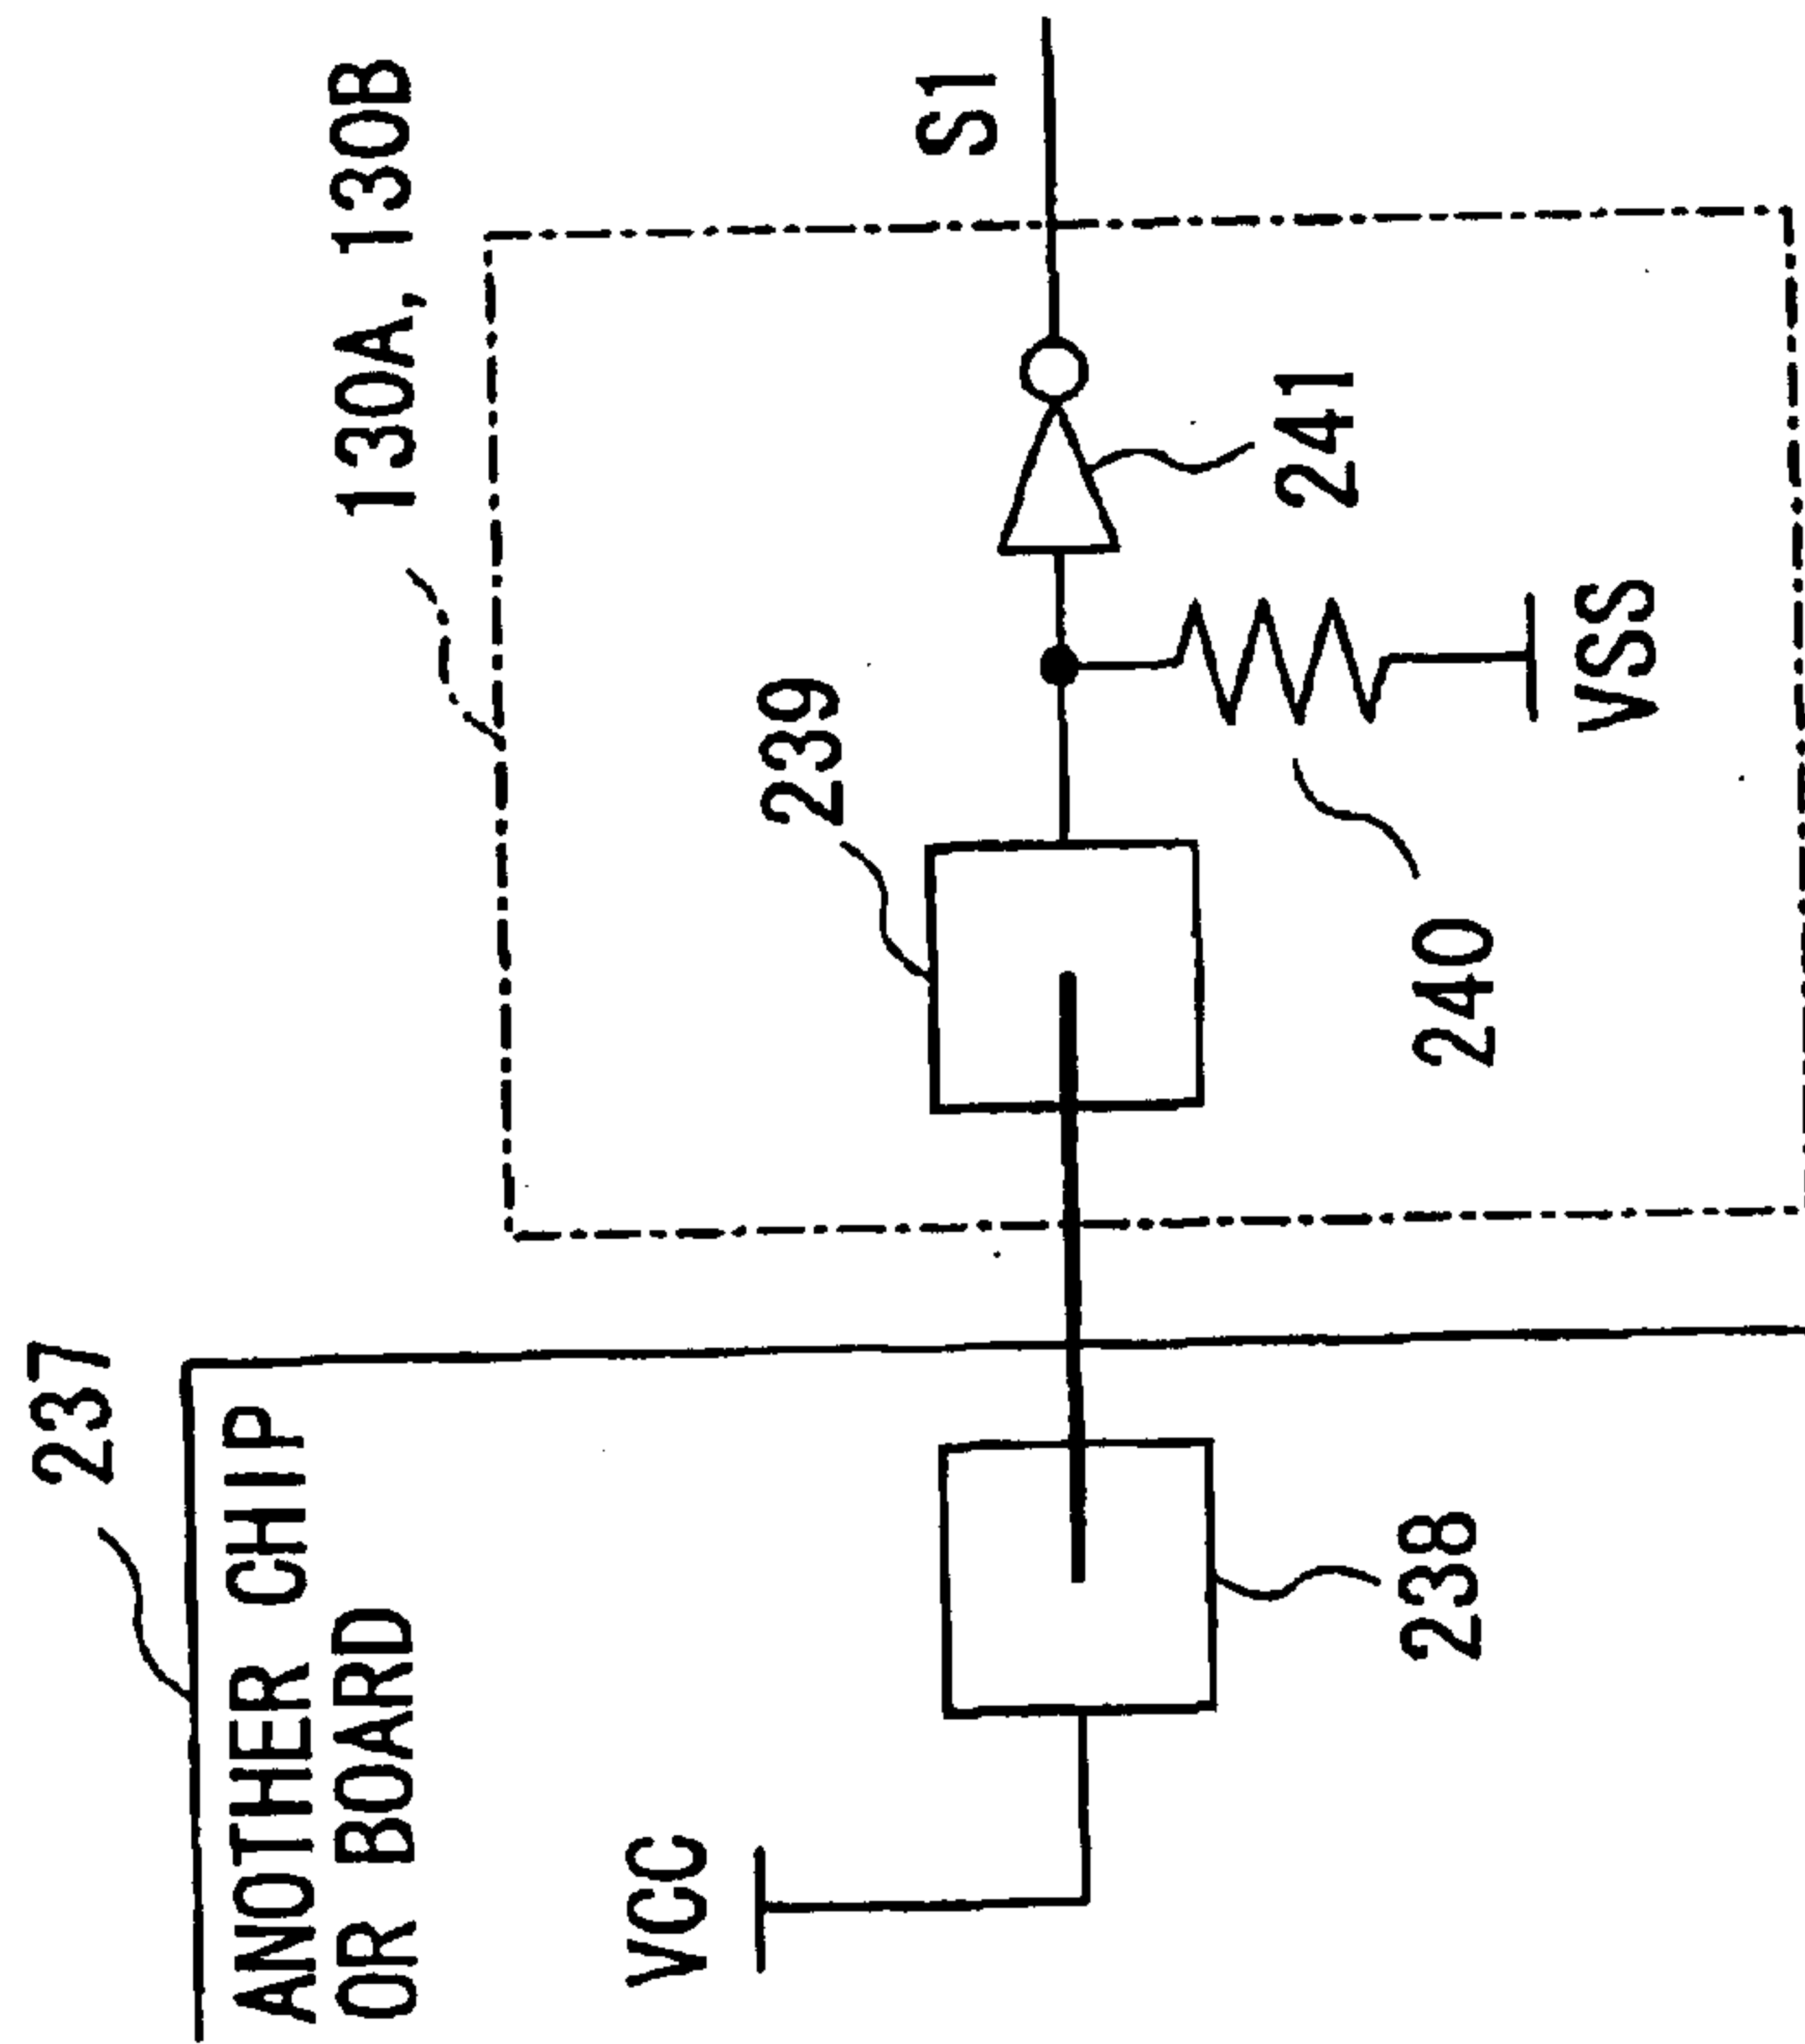 237
ANOTHER CHIP
OR BOARD
130A, 130B
VCC
239
S1
238
240
241
VSS